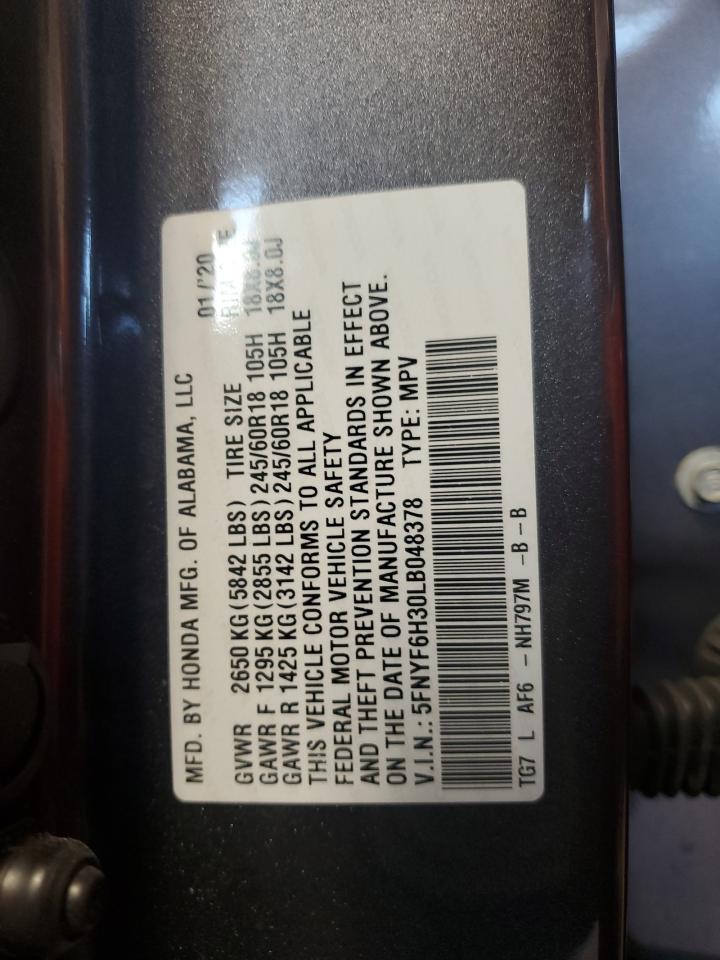 MFD. BY HONDA MFG. OF ALABAMA, LLC 01/'20
GVWR 2650 KG(5842 LBS) TIRE SIZE
GAWR F 1295 KG(2855 LBS) 245/60R18 105H 18X8.0J
GAWR R 1425 KG(3142 LBS) 245/60R18 105H 18X8.0J
THIS VEHICLE CONFORMS TO ALL APPLICABLE
FEDERAL MOTOR VEHICLE SAFETY
AND THEFT PREVENTION STANDARDS IN EFFECT
ON THE DATE OF MANUFACTURE SHOWN ABOVE.
V.I.N.: 5FNYF6H30LB048378 TYPE: MPV
TG7 L AF6 - NH797M -B -B